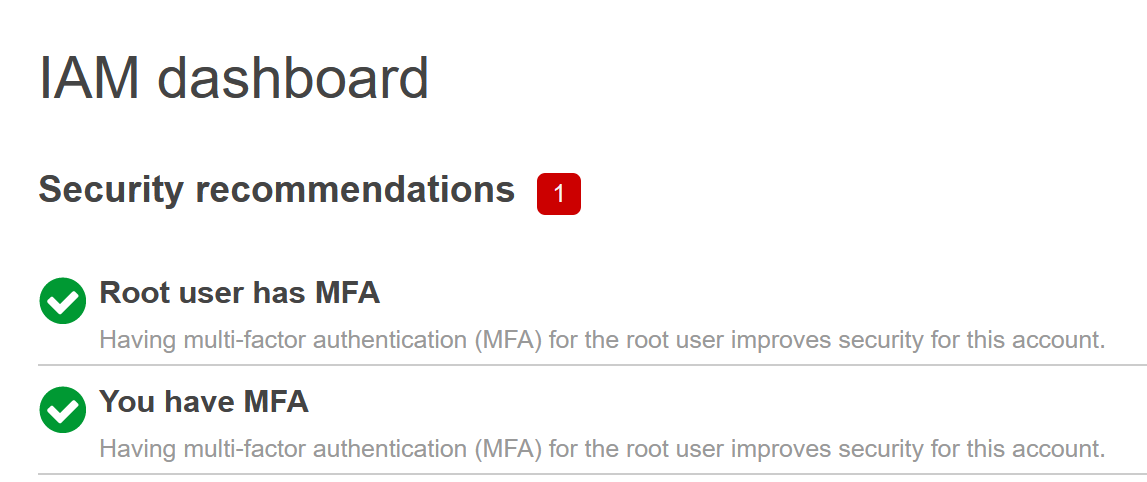 IAM dashboard
Security recommendations 1
Root user has MFA
Having multi-factor authentication (MFA) for the root user improves security for this account.
You have MFA
Having multi-factor authentication (MFA) for the root user improves security for this account.